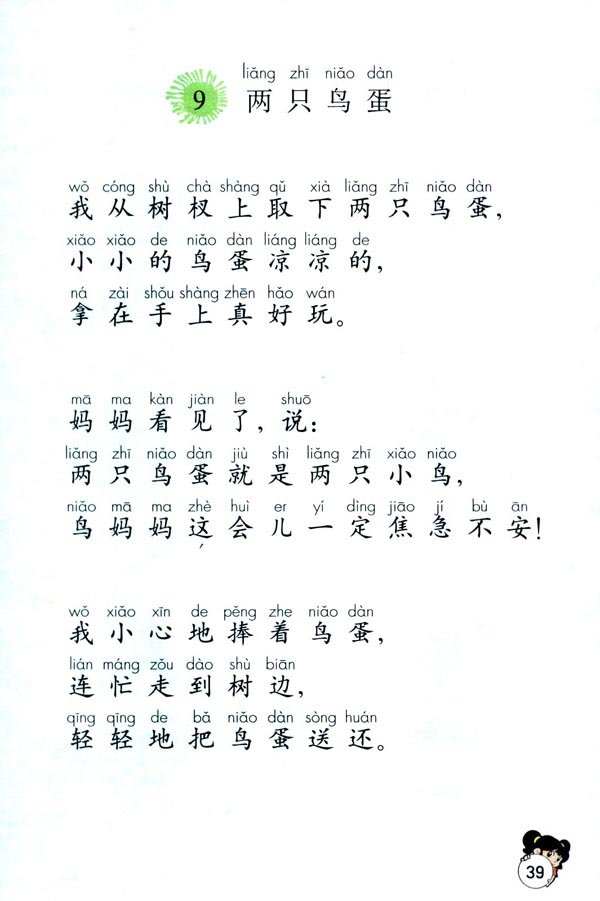 liǎng zhī niǎo dàn
9 两只鸟蛋
wǒ cóng shù chà shàng qǔ xià liǎng zhī niǎo dàn
我从树杈上取下两只鸟蛋，
xiǎo xiǎo de niǎo dàn liáng liáng de
小小的鸟蛋凉凉的，
ná zài shǒu shàng zhēn hǎo wán
拿在手上真好玩。
mā ma kàn jiàn le shuō
妈妈看见了，说：
liǎng zhī niǎo dàn jiù shì liǎng zhī xiǎo niǎo
两只鸟蛋就是两只小鸟，
niǎo mā ma zhè huì er yí dìng jiāo jí bù ān
鸟妈妈这会儿一定焦急不安！
wǒ xiǎo xīn de pěng zhe niǎo dàn
我小心地捧着鸟蛋，
lián máng zǒu dào shù biān
连忙走到树边，
qīng qīng de bǎ niǎo dàn sòng huán
轻轻地把鸟蛋送还。
39